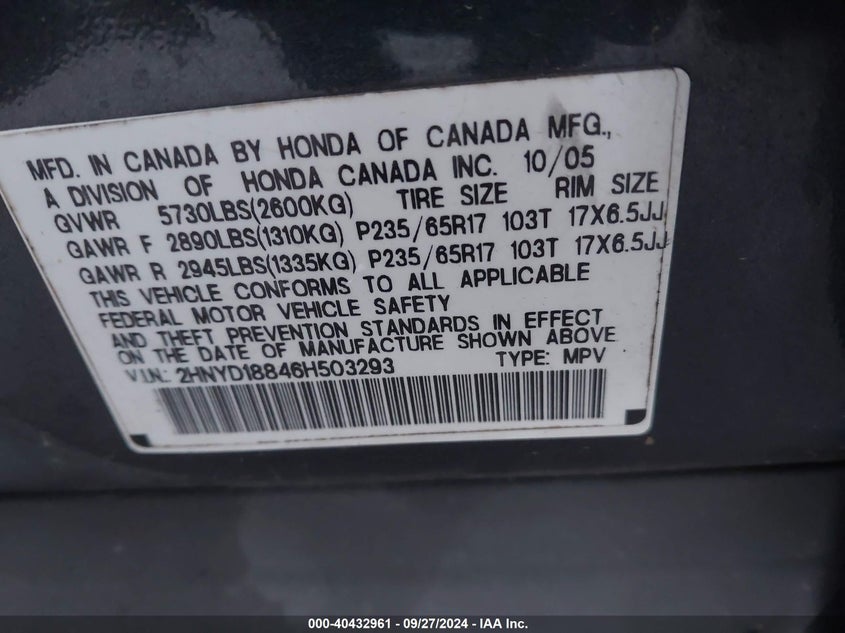 MFD. IN CANADA BY HONDA OF CANADA MFG.,
A DIVISION OF HONDA CANADA INC. 10/05
GVWR 5730LBS(2600KG) TIRE SIZE RIM SIZE
GAWR F 2890LBS(1310KG) P235/65R17 103T 17X6.5JJ
GAWR R 2945LBS(1335KG) P235/65R17 103T 17X6.5JJ
THIS VEHICLE CONFORMS TO ALL APPLICABLE
FEDERAL MOTOR VEHICLE SAFETY
AND THEFT PREVENTION STANDARDS IN EFFECT
ON THE DATE OF MANUFACTURE SHOWN ABOVE.
V.I.N.: 2HNYD18846H503293 TYPE: MPV
000-40432961 - 09/27/2024 - IAA Inc.